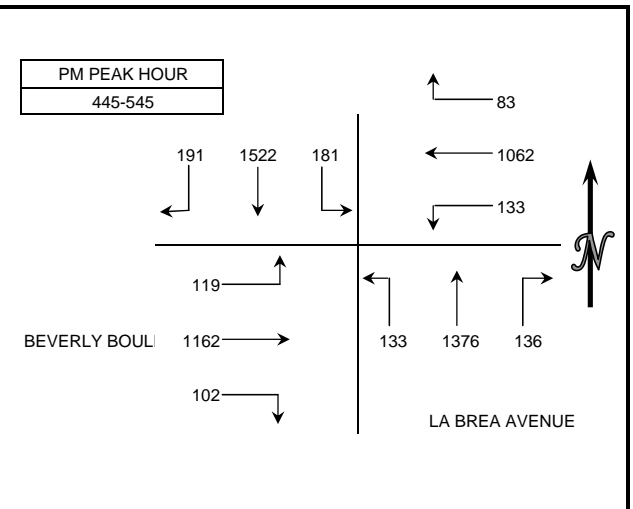 PM PEAK HOUR
445-545
83
191 1522 181 1062
133
119
BEVERLY BOUL 1162 133 1376 136
102
LA BREA AVENUE
N